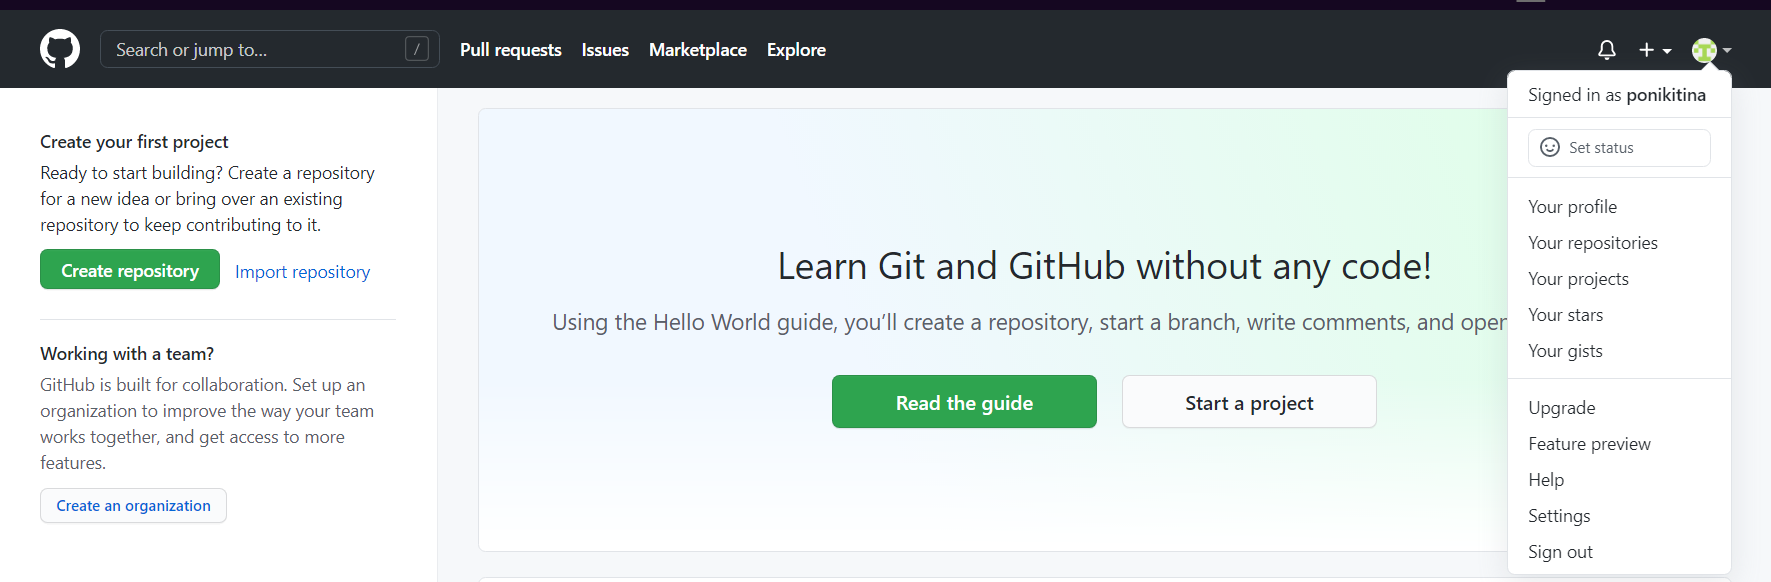 Search or jump to... /
Pull requests
Issues
Marketplace
Explore
Create your first project
Ready to start building? Create a repository
for a new idea or bring over an existing
repository to keep contributing to it.
Create repository
Import repository
Working with a team?
GitHub is built for collaboration. Set up an
organization to improve the way your team
works together, and get access to more
features.
Create an organization
Learn Git and GitHub without any code!
Using the Hello World guide, you’ll create a repository, start a branch, write comments, and open
Read the guide
Start a project
Signed in as ponikitina
Set status
Your profile
Your repositories
Your projects
Your stars
Your gists
Upgrade
Feature preview
Help
Settings
Sign out